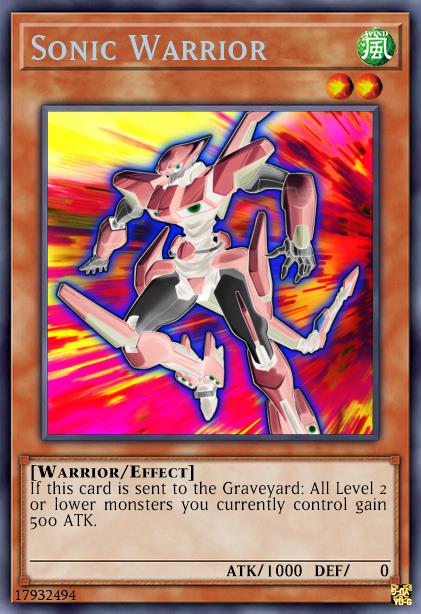 Sonic Warrior
WIND
風
[Warrior/Effect]
If this card is sent to the Graveyard: All Level 2
or lower monsters you currently control gain
500 ATK.
ATK/1000 DEF/ 0
17932494